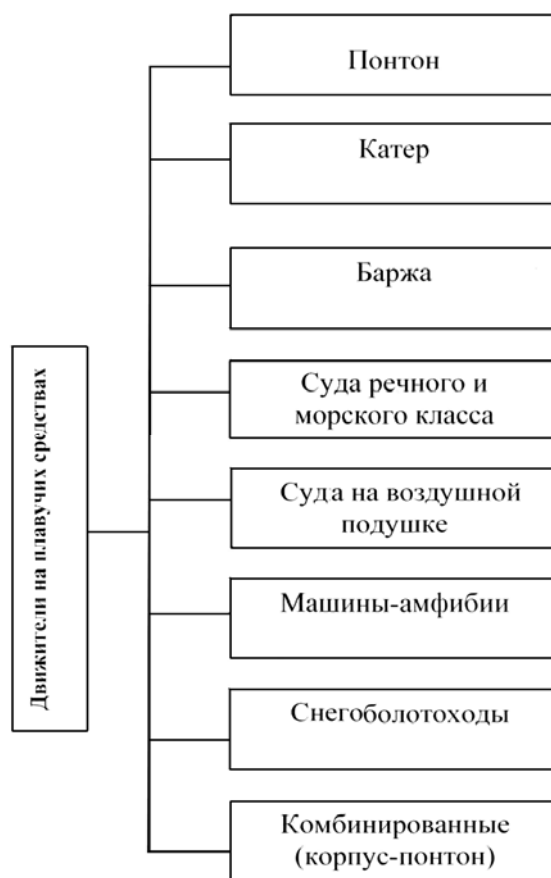 Движители на плавучих средствах
Понтон
Катер
Баржа
Суда речного и
морского класса
Суда на воздушной
подушке
Машины-амфибии
Снегоболотоходы
Комбинированные
(корпус-понтон)